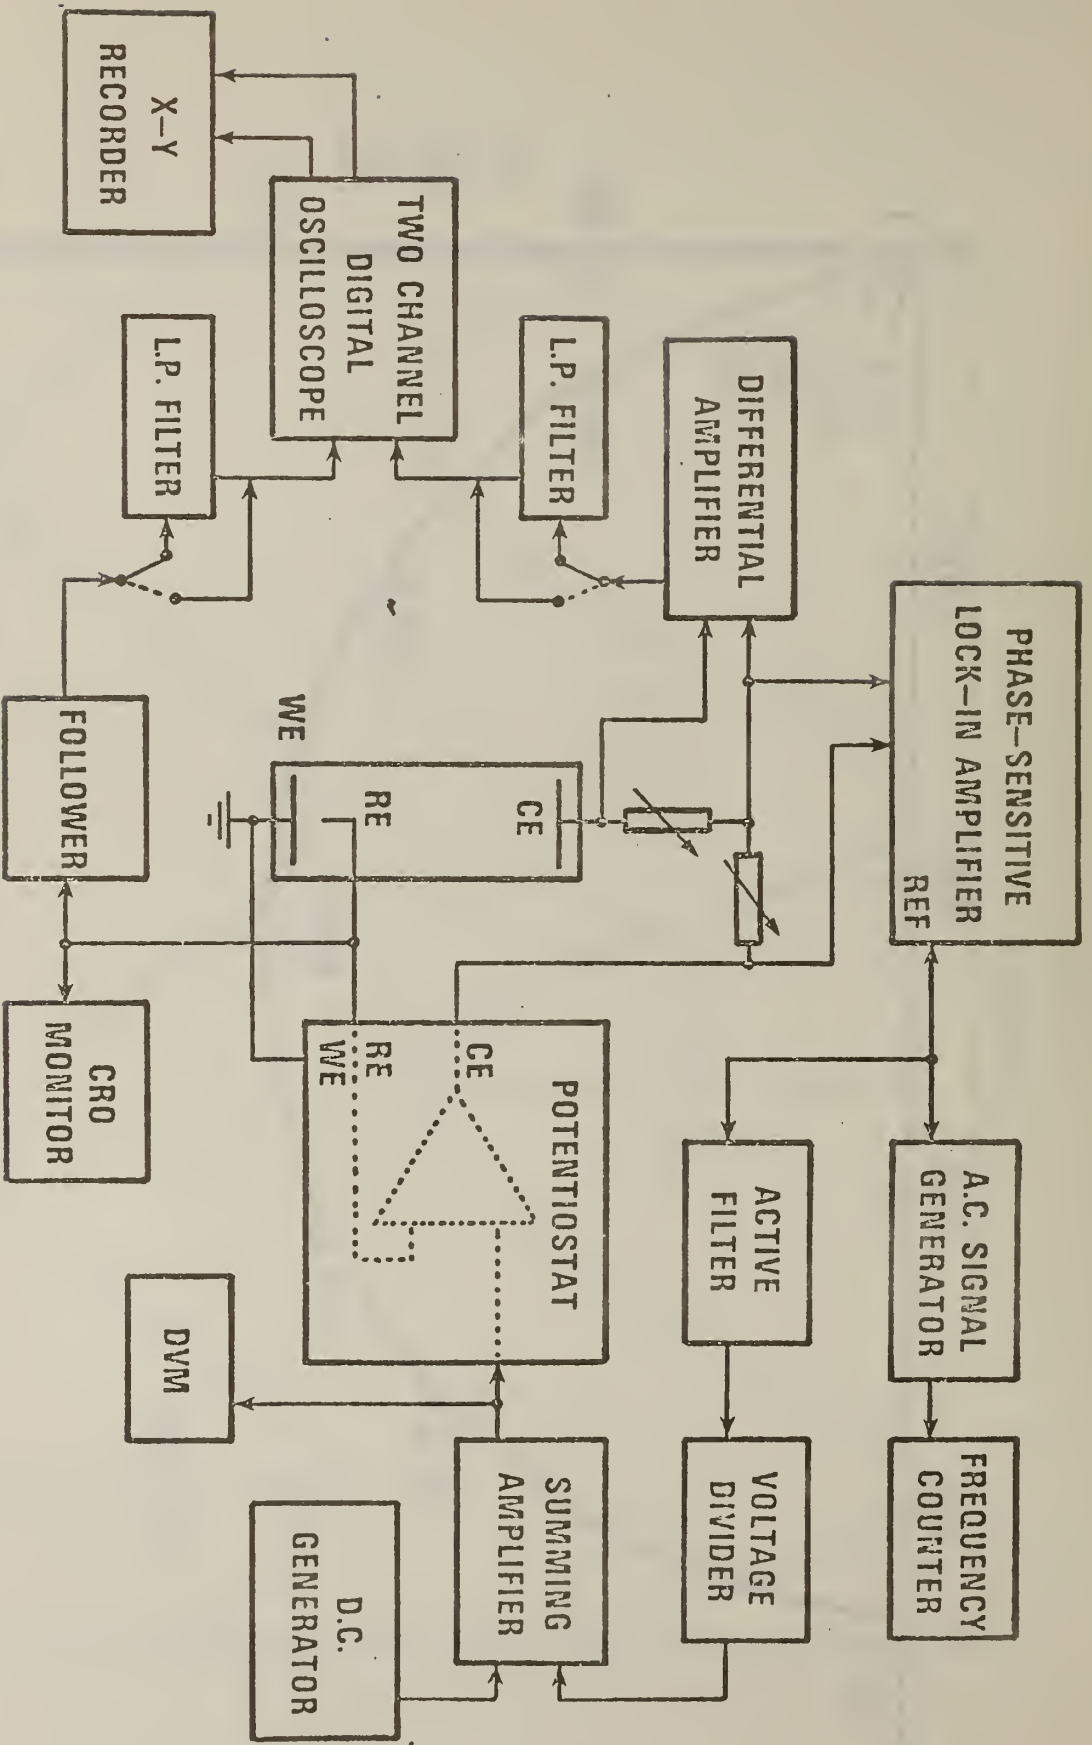 PHASE-SENSITIVE
LOCK-IN AMPLIFIER
REF
A.C. SIGNAL
GENERATOR
FREQUENCY
COUNTER
DIFFERENTIAL
AMPLIFIER
ACTIVE
FILTER
VOLTAGE
DIVIDER
L.P. FILTER
TWO CHANNEL
DIGITAL
OSCILLOSCOPE
CE
RE
WE
POTENTIOSTAT
CE
RE
WE
SUMMING
AMPLIFIER
X-Y
RECORDER
L.P. FILTER
DVM
D.C.
GENERATOR
FOLLOWER
CRO
MONITOR